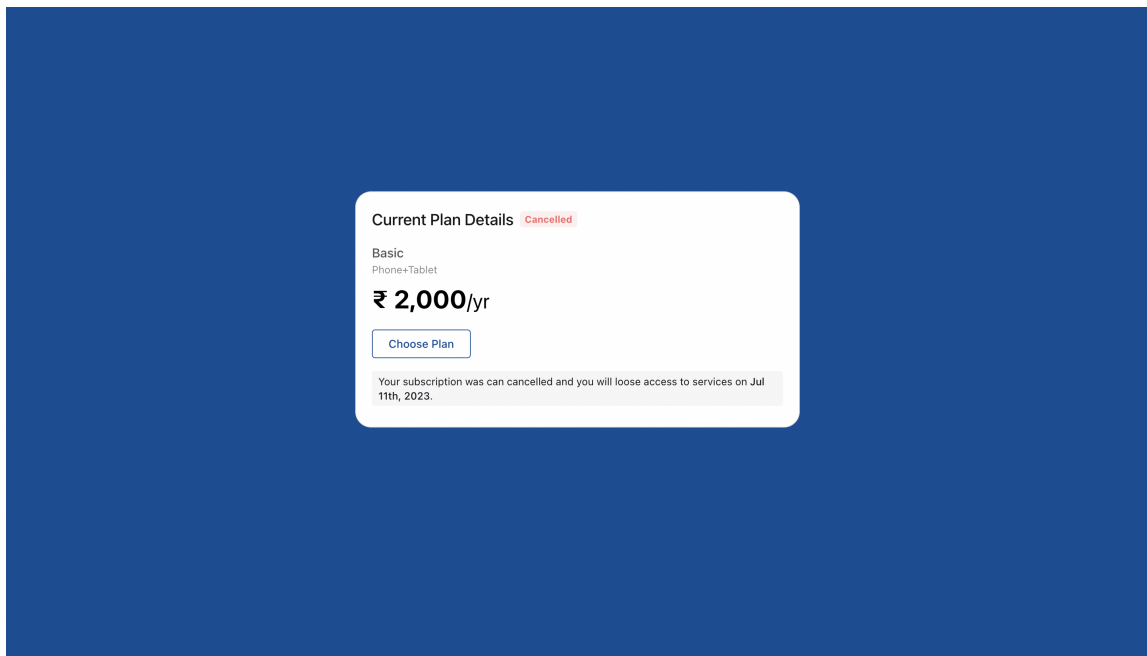 Current Plan Details Cancelled
Basic
Phone+Tablet
₹ 2,000/yr
Choose Plan
Your subscription was can cancelled and you will loose access to services on Jul
11th, 2023.